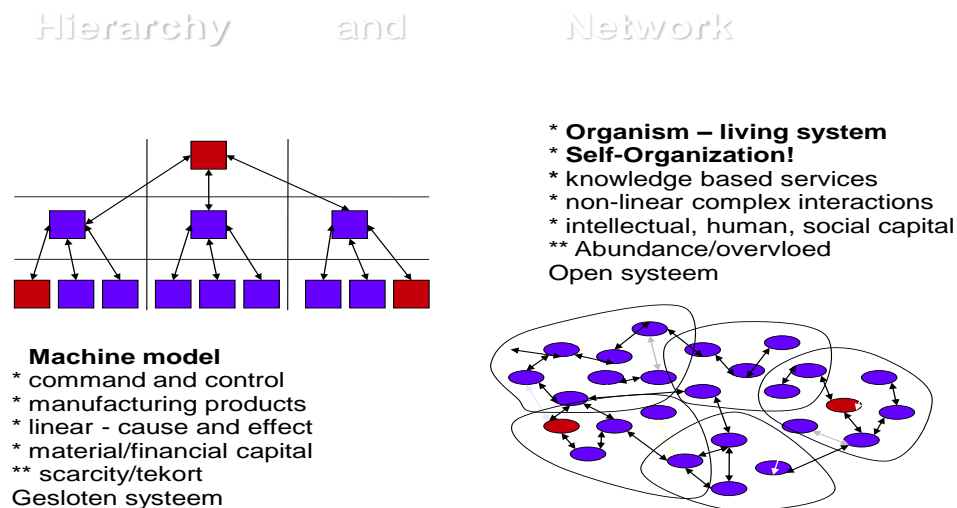 Hierarchy and Network
* Organism – living system
* Self-Organization!
* knowledge based services
* non-linear complex interactions
* intellectual, human, social capital
** Abundance/overvloed
Open systeem
Machine model
* command and control
* manufacturing products
* linear - cause and effect
* material/financial capital
** scarcity/tekort
Gesloten systeem